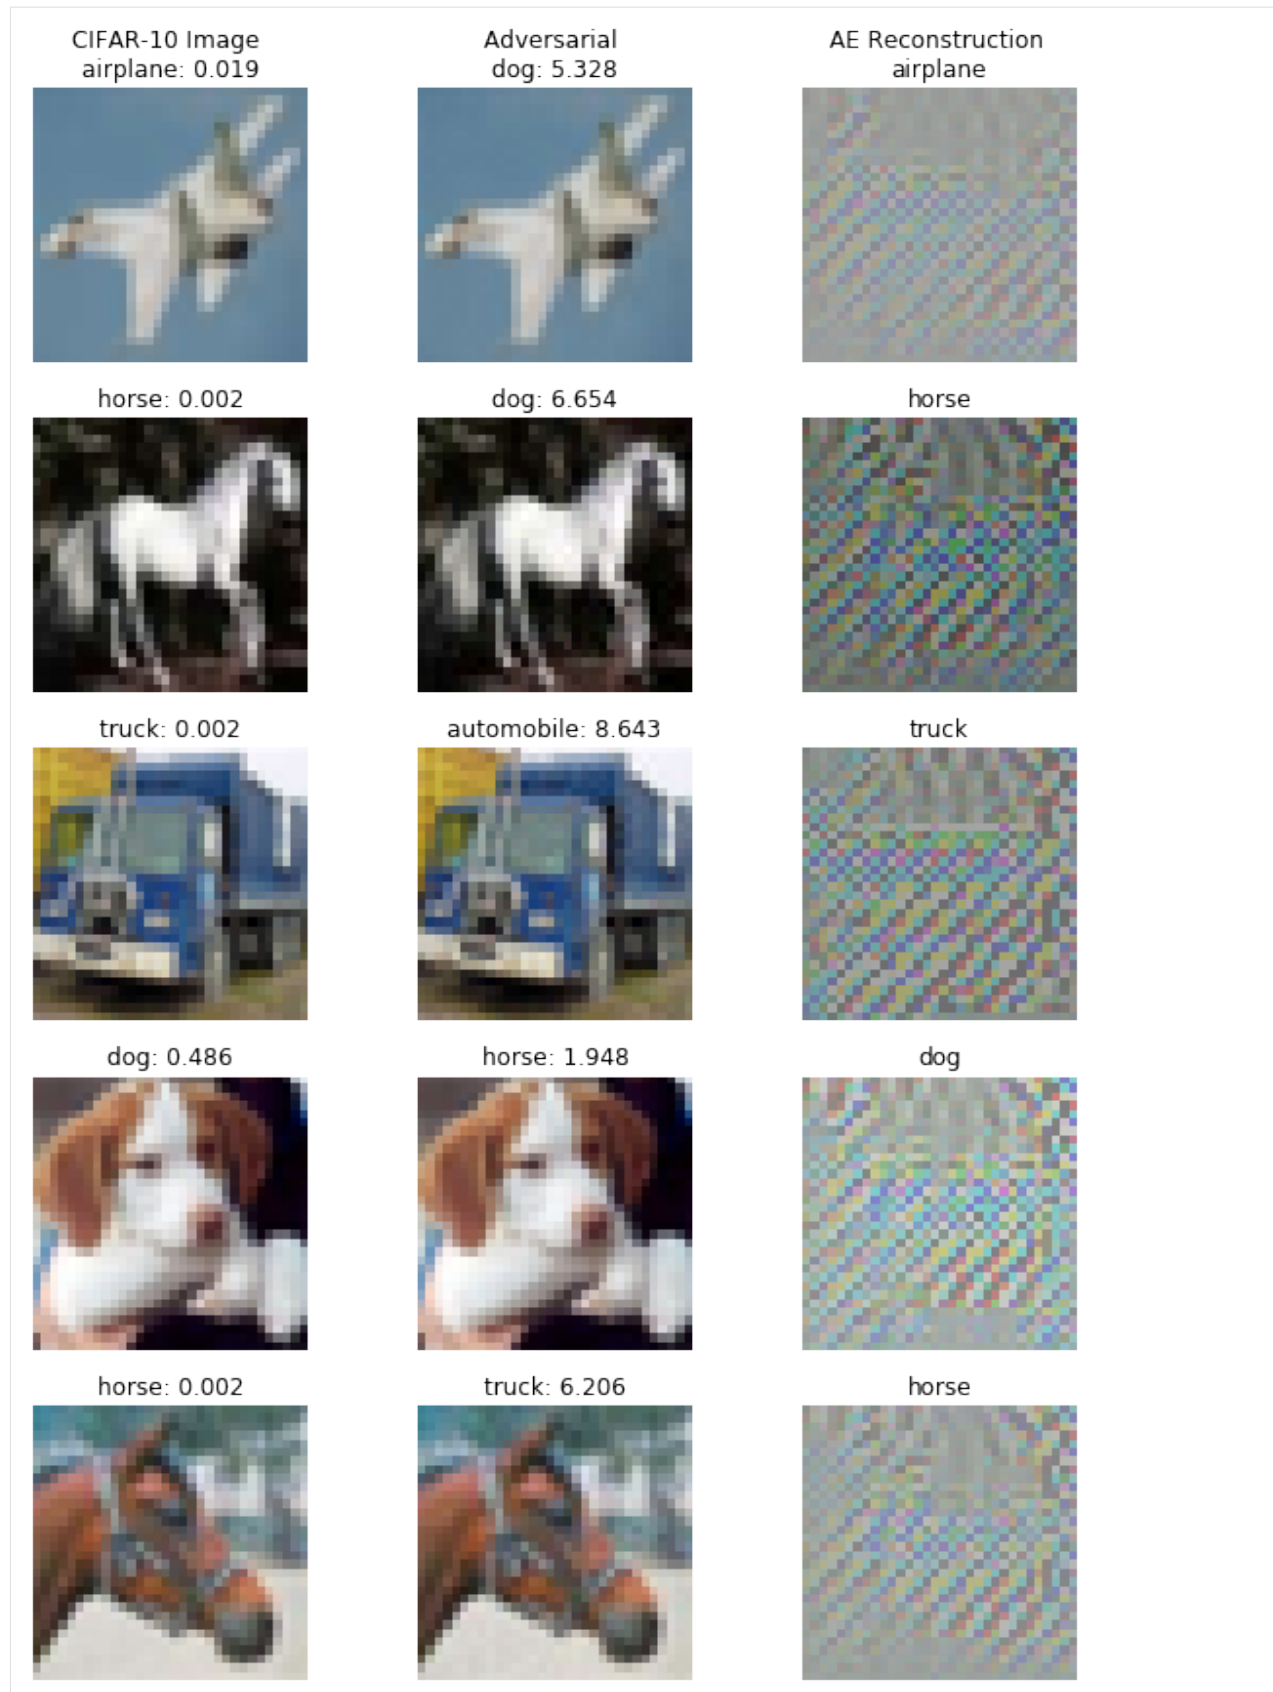 CIFAR-10 Image
airplane: 0.019
Adversarial
dog: 5.328
AE Reconstruction
airplane
horse: 0.002
dog: 6.654
horse
truck: 0.002
automobile: 8.643
truck
dog: 0.486
horse: 1.948
dog
horse: 0.002
truck: 6.206
horse